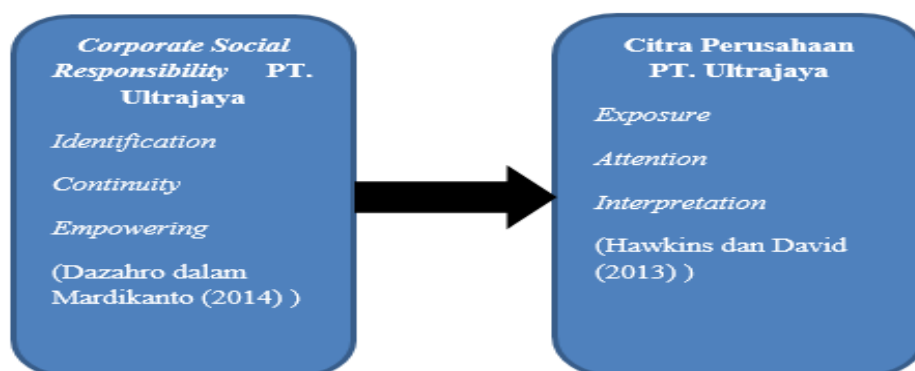 Corporate Social
Responsibility PT.
Ultrajaya
Identification
Continuity
Empowering
(Dazahro dalam
Mardikanto (2014) )
Citra Perusahaan
PT. Ultrajaya
Exposure
Attention
Interpretation
(Hawkins dan David
(2013) )